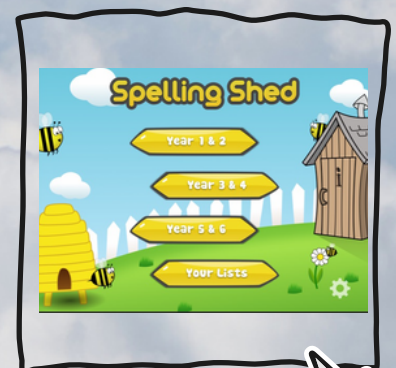 Spelling Shed
Year 1 & 2
Year 3 & 4
Year 5 & 6
Your Lists